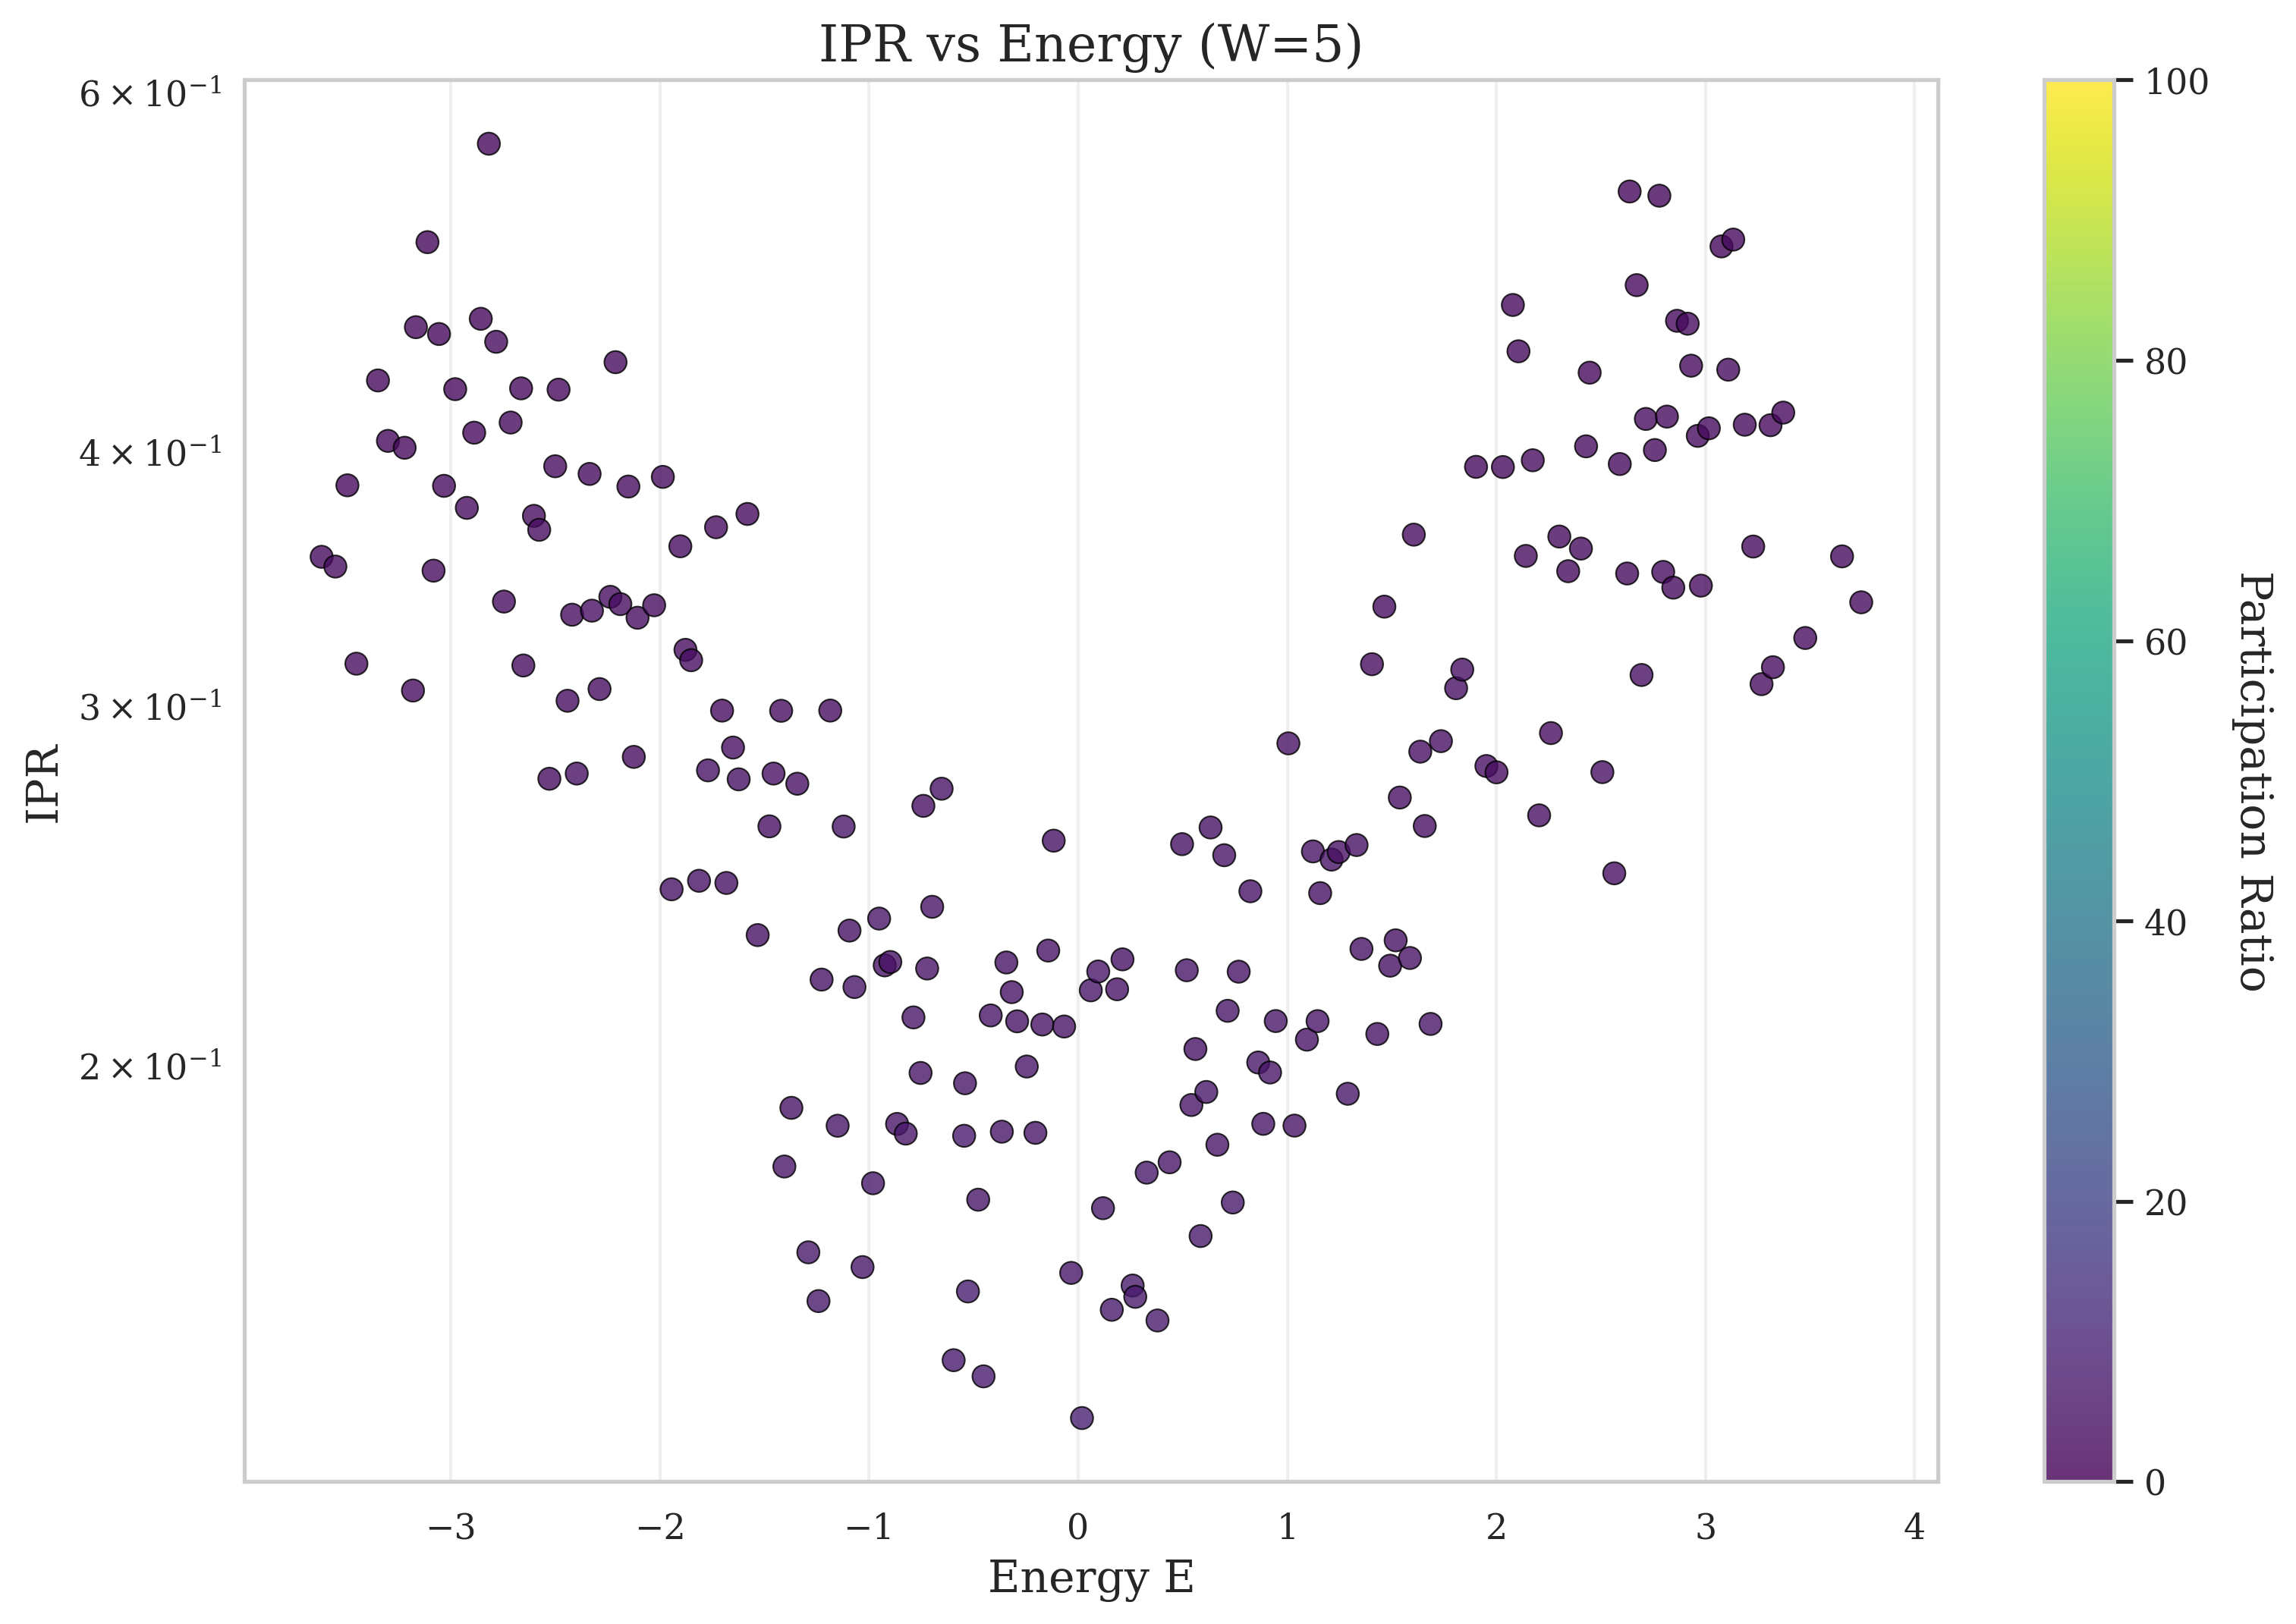 IPR vs Energy (W=5)
6 × 10⁻¹
4 × 10⁻¹
3 × 10⁻¹
2 × 10⁻¹
IPR
−3
−2
−1
0
1
2
3
4
Energy E
100
80
60
40
20
0
Participation Ratio